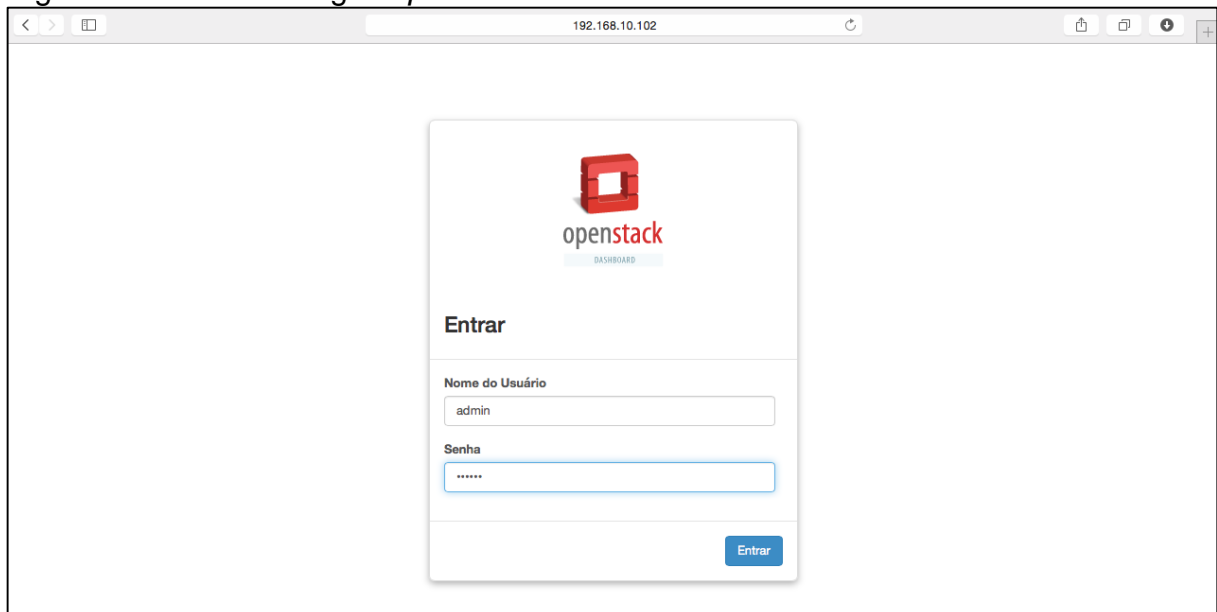 192.168.10.102
openstack
DASHBOARD
Entrar
Nome do Usuário
admin
Senha
••••••
Entrar